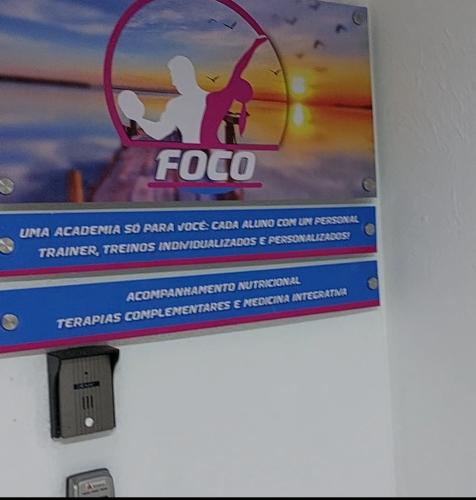 FOCO
UMA ACADEMIA SÓ PARA VOCÊ: CADA ALUNO COM UM PERSONAL
TRAINER, TREINOS INDIVIDUALIZADOS E PERSONALIZADOS!
ACOMPANHAMENTO NUTRICIONAL
TERAPIAS COMPLEMENTARES E MEDICINA INTEGRATIVA